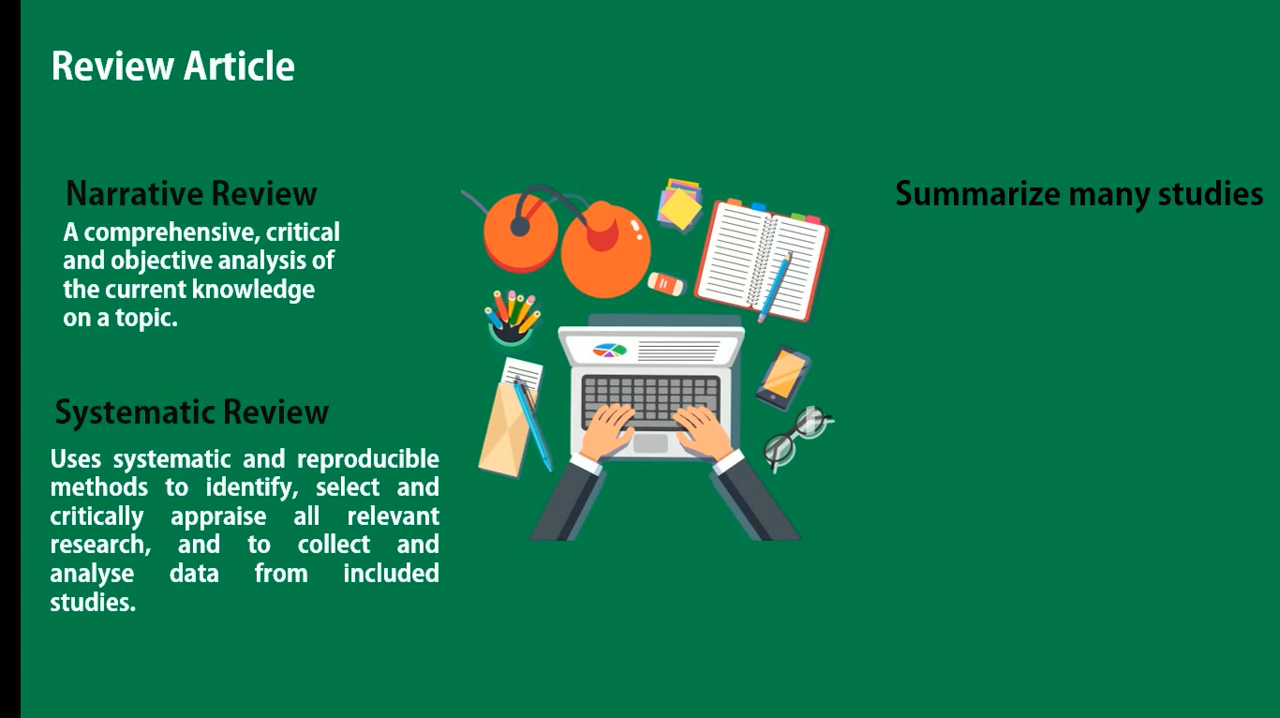 Review Article
Narrative Review
A comprehensive, critical
and objective analysis of
the current knowledge
on a topic.
Systematic Review
Uses systematic and reproducible
methods to identify, select and
critically appraise all relevant
research, and to collect and
analyse data from included
studies.
Summarize many studies